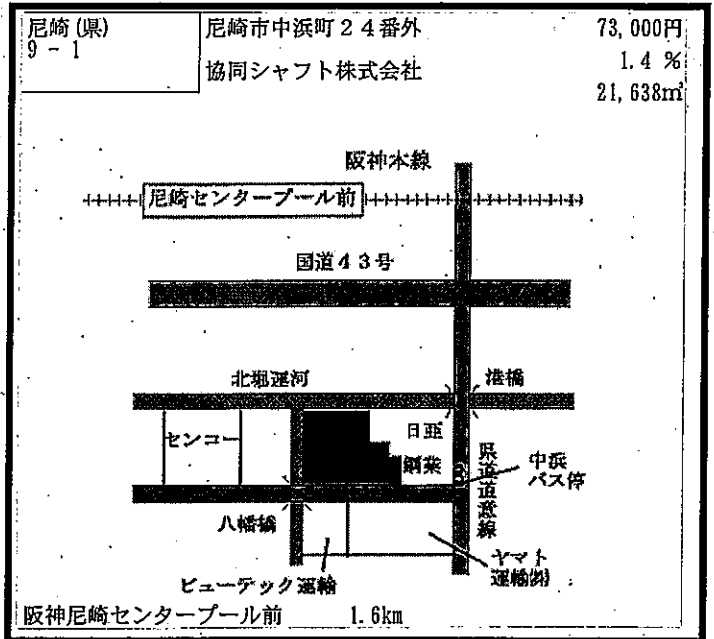 尼崎(県)
9-1
尼崎市中浜町24番外
協同シャフト株式会社
73,000円
1.4 %
21,638㎡
阪神本線
尼崎センタープール前
国道43号
北堀運河
港橋
センコー
日亜
鋼業
県道道意線
中浜
バス停
八幡橋
ヤマト
運輸㈱
ビューテック運輸
阪神尼崎センタープール前 1.6km